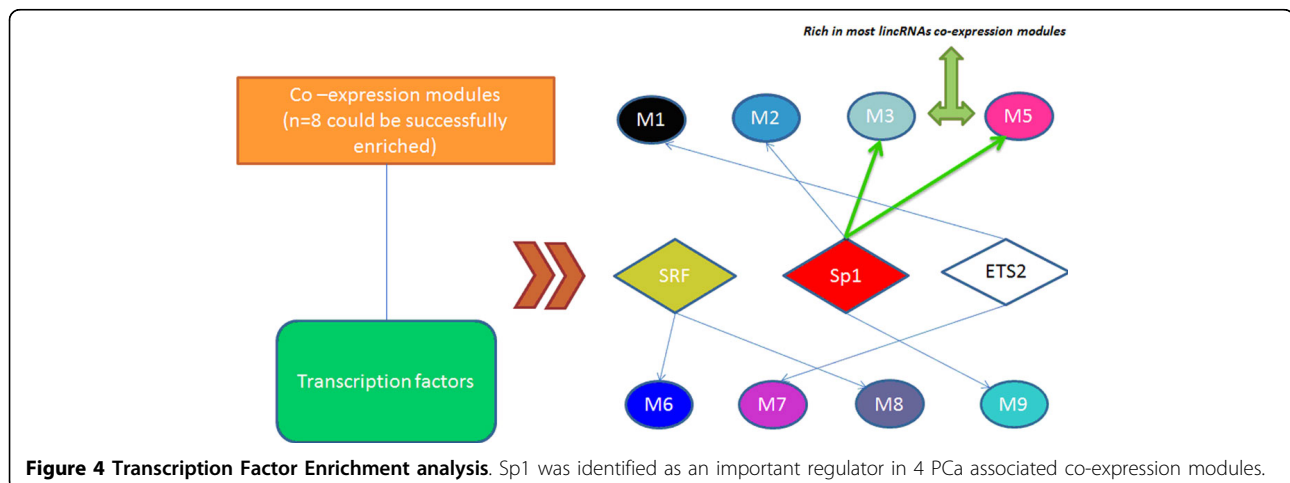 Rich in most lincRNAs co-expression modules
Co –expression modules
(n=8 could be successfully
enriched)
M1
M2
M3
M5
SRF
Sp1
ETS2
Transcription factors
M6
M7
M8
M9
Figure 4 Transcription Factor Enrichment analysis. Sp1 was identified as an important regulator in 4 PCa associated co-expression modules.